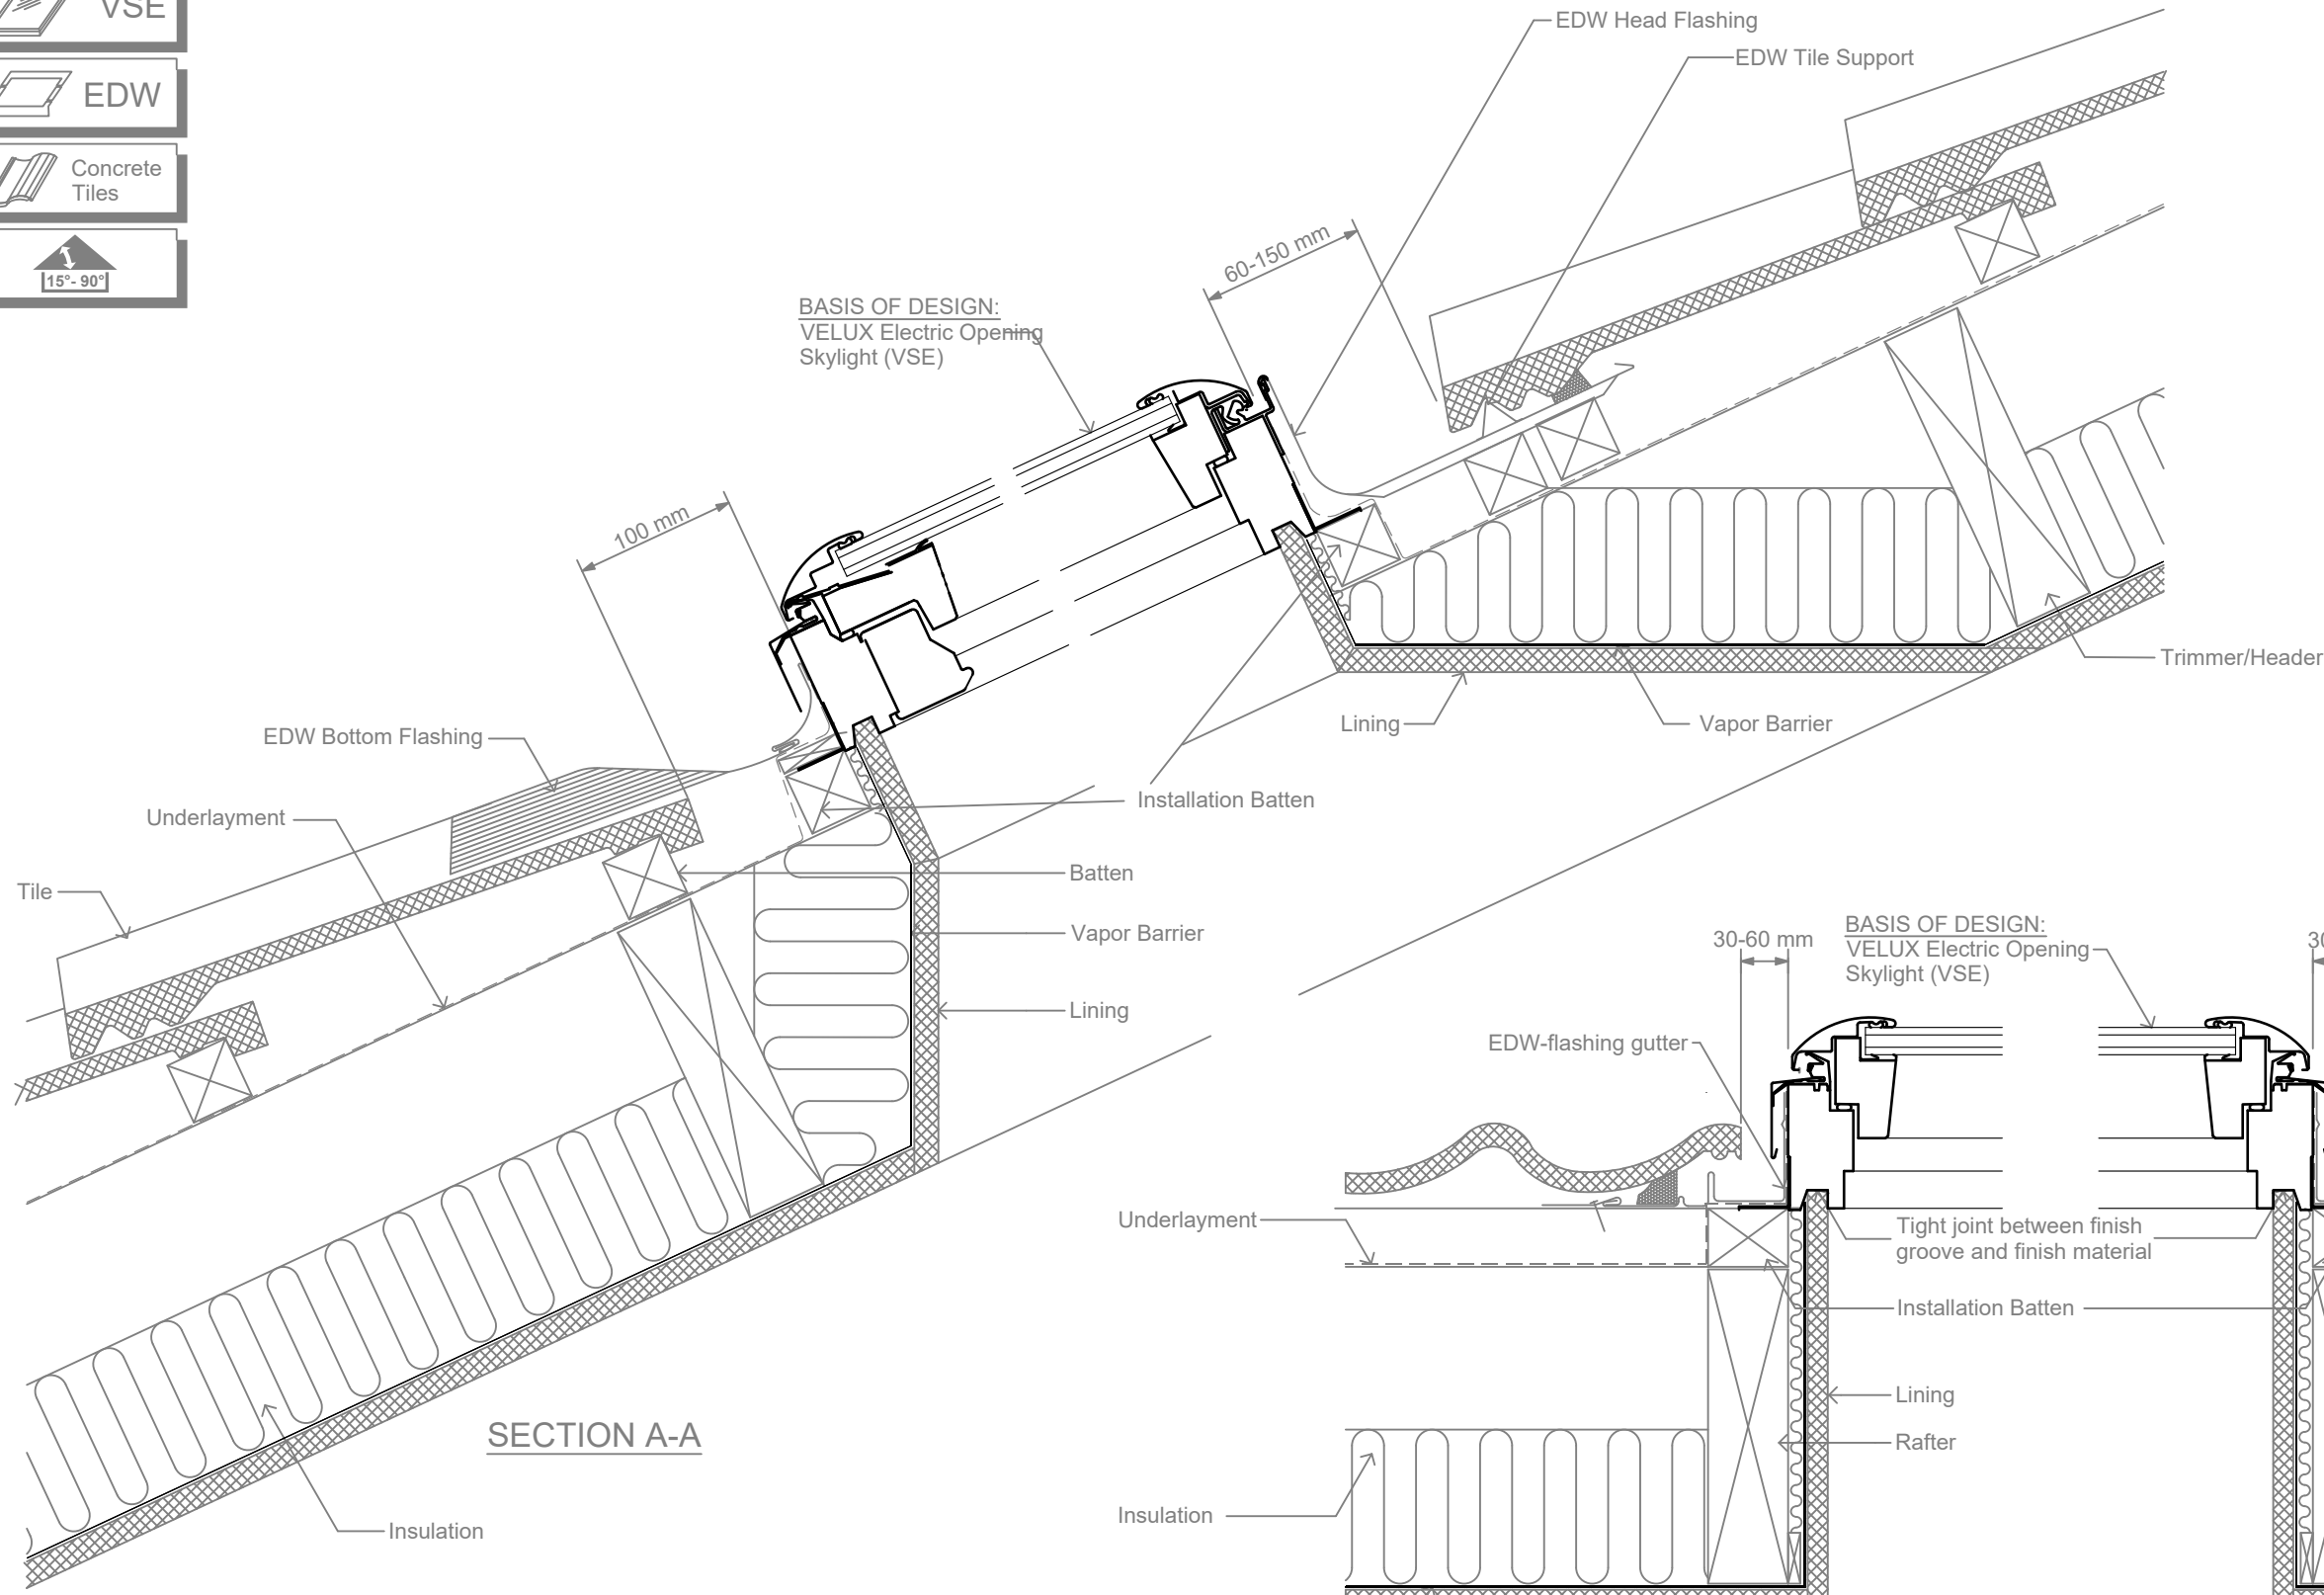 VSE
EDW
Concrete
Tiles
15°- 90°
EDW Head Flashing
EDW Tile Support
60-150 mm
BASIS OF DESIGN:
VELUX Electric Opening
Skylight (VSE)
100 mm
Trimmer/Header
Lining
Vapor Barrier
EDW Bottom Flashing
Installation Batten
Underlayment
Batten
Tile
Vapor Barrier
Lining
30-60 mm
BASIS OF DESIGN:
VELUX Electric Opening
Skylight (VSE)
EDW-flashing gutter
Underlayment
Tight joint between finish
groove and finish material
Installation Batten
Lining
Rafter
SECTION A-A
Insulation
Insulation